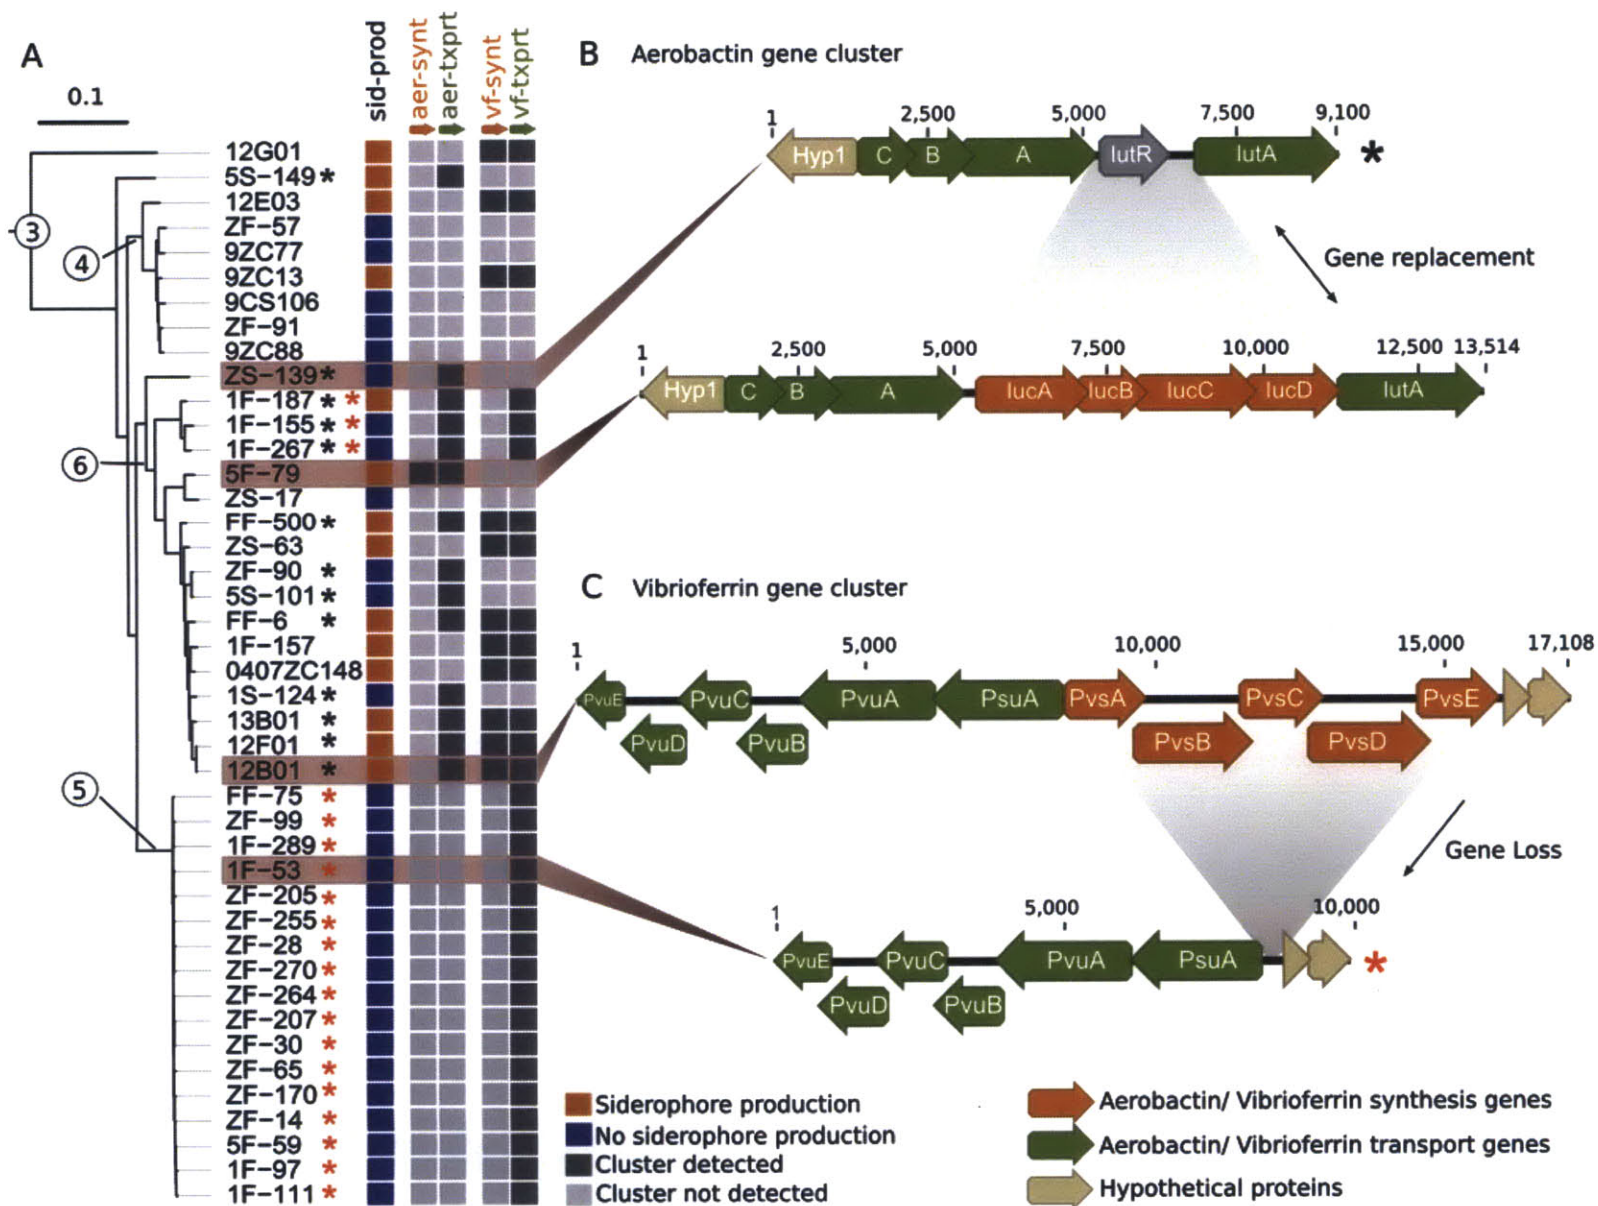 A
0.1
sid-prod
aer-synt
aer-txprt
vf-synt
vf-txprt
12G01
5S-149*
12E03
ZF-57
9ZC77
9ZC13
9CS106
ZF-91
9ZC88
ZS-139*
1F-187* *
1F-155* *
1F-267* *
5F-79
ZS-17
FF-500*
ZS-63
ZF-90 *
5S-101*
FF-6 *
1F-157
0407ZC148
1S-124*
13B01 *
12F01 *
12B01 *
FF-75 *
ZF-99 *
1F-289 *
1F-53 *
ZF-205 *
ZF-255 *
ZF-28 *
ZF-270 *
ZF-264 *
ZF-207 *
ZF-30 *
ZF-65 *
ZF-170 *
ZF-14 *
5F-59 *
1F-97 *
1F-111 *
3
4
6
5
B Aerobactin gene cluster
1 2,500 5,000 7,500 9,100
Hyp1 C B A IutR IutA *
Gene replacement
1 2,500 5,000 7,500 10,000 12,500 13,514
Hyp1 C B A IucA IucB IucC IucD IutA
C Vibrioferrin gene cluster
1 5,000 10,000 15,000 17,108
PvuE PvuC PvuA PsuA PvsA PvsC PvsE
PvuD PvuB PvsB PvsD
Gene Loss
1 5,000 10,000
PvuE PvuC PvuA PsuA *
PvuD PvuB
Siderophore production
No siderophore production
Cluster detected
Cluster not detected
Aerobactin/ Vibrioferrin synthesis genes
Aerobactin/ Vibrioferrin transport genes
Hypothetical proteins